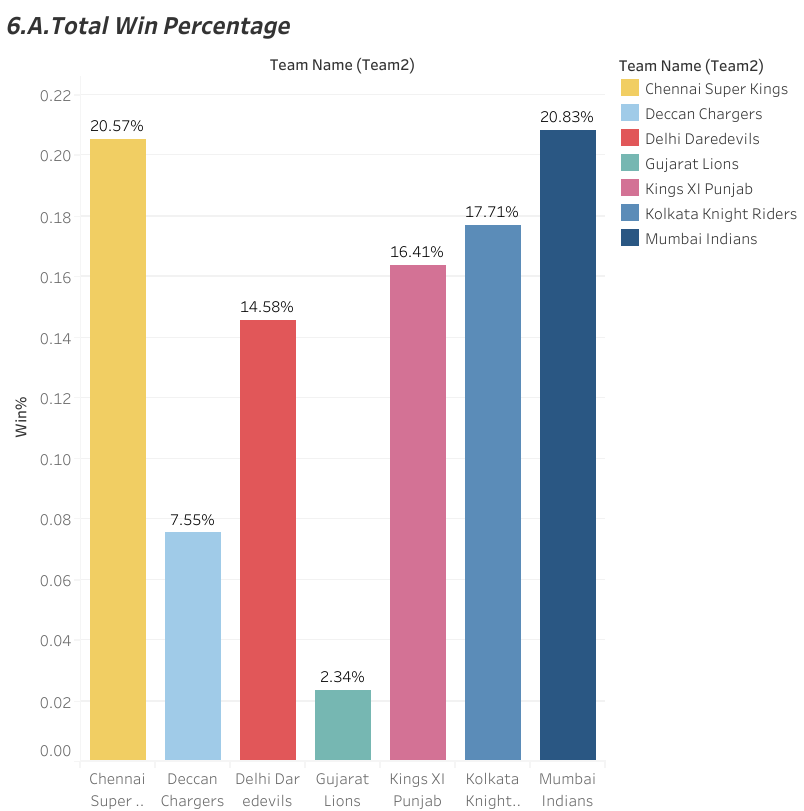 6.A.Total Win Percentage
Team Name (Team2)
Team Name (Team2)
Chennai Super Kings
Deccan Chargers
Delhi Daredevils
Gujarat Lions
Kings XI Punjab
Kolkata Knight Riders
Mumbai Indians
0.22
0.20
0.18
0.16
0.14
0.12
0.10
0.08
0.06
0.04
0.02
0.00
Win%
20.57%
7.55%
14.58%
2.34%
16.41%
17.71%
20.83%
Chennai
Super ..
Deccan
Chargers
Delhi Dar
edevils
Gujarat
Lions
Kings XI
Punjab
Kolkata
Knight..
Mumbai
Indians